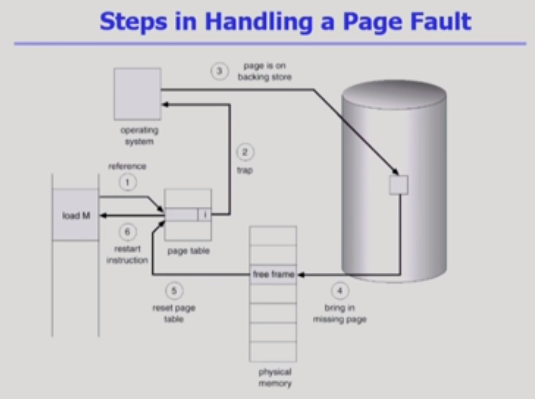 Steps in Handling a Page Fault
3
page is on
backing store
operating
system
2
trap
reference
1
load M
i
6
restart
instruction
page table
free frame
5
reset page
table
4
bring in
missing page
physical
memory